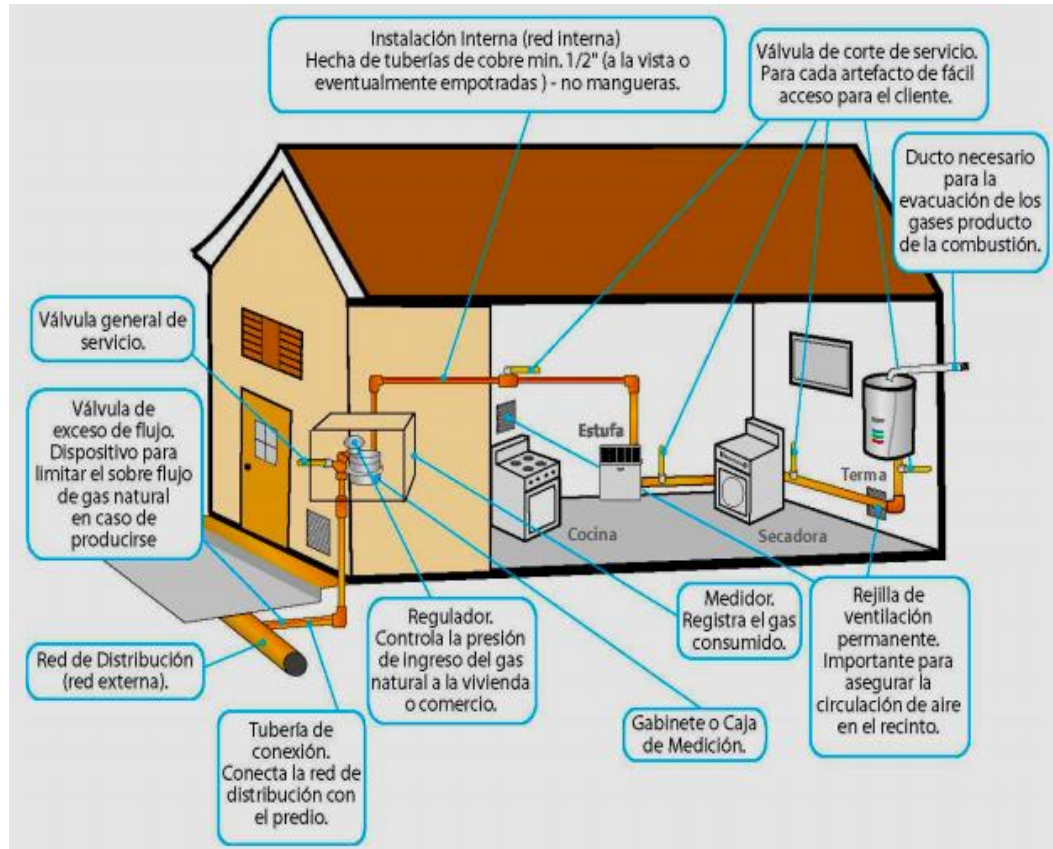 Instalación Interna (red interna)
Hecha de tuberías de cobre min. 1/2" (a la vista o
eventualmente empotradas ) - no mangueras.
Válvula de corte de servicio.
Para cada artefacto de fácil
acceso para el cliente.
Ducto necesario
para la
evacuación de los
gases producto
de la combustión.
Válvula general de
servicio.
Válvula de
exceso de flujo.
Dispositivo para
limitar el sobre flujo
de gas natural
en caso de
producirse
Estufa
Cocina
Secadora
Terma
Red de Distribución
(red externa).
Tubería de
conexión.
Conecta la red de
distribución con
el predio.
Regulador.
Controla la presión
de ingreso del gas
natural a la vivienda
o comercio.
Gabinete o Caja
de Medición.
Medidor.
Registra el gas
consumido.
Rejilla de
ventilación
permanente.
Importante para
asegurar la
circulación de aire
en el recinto.